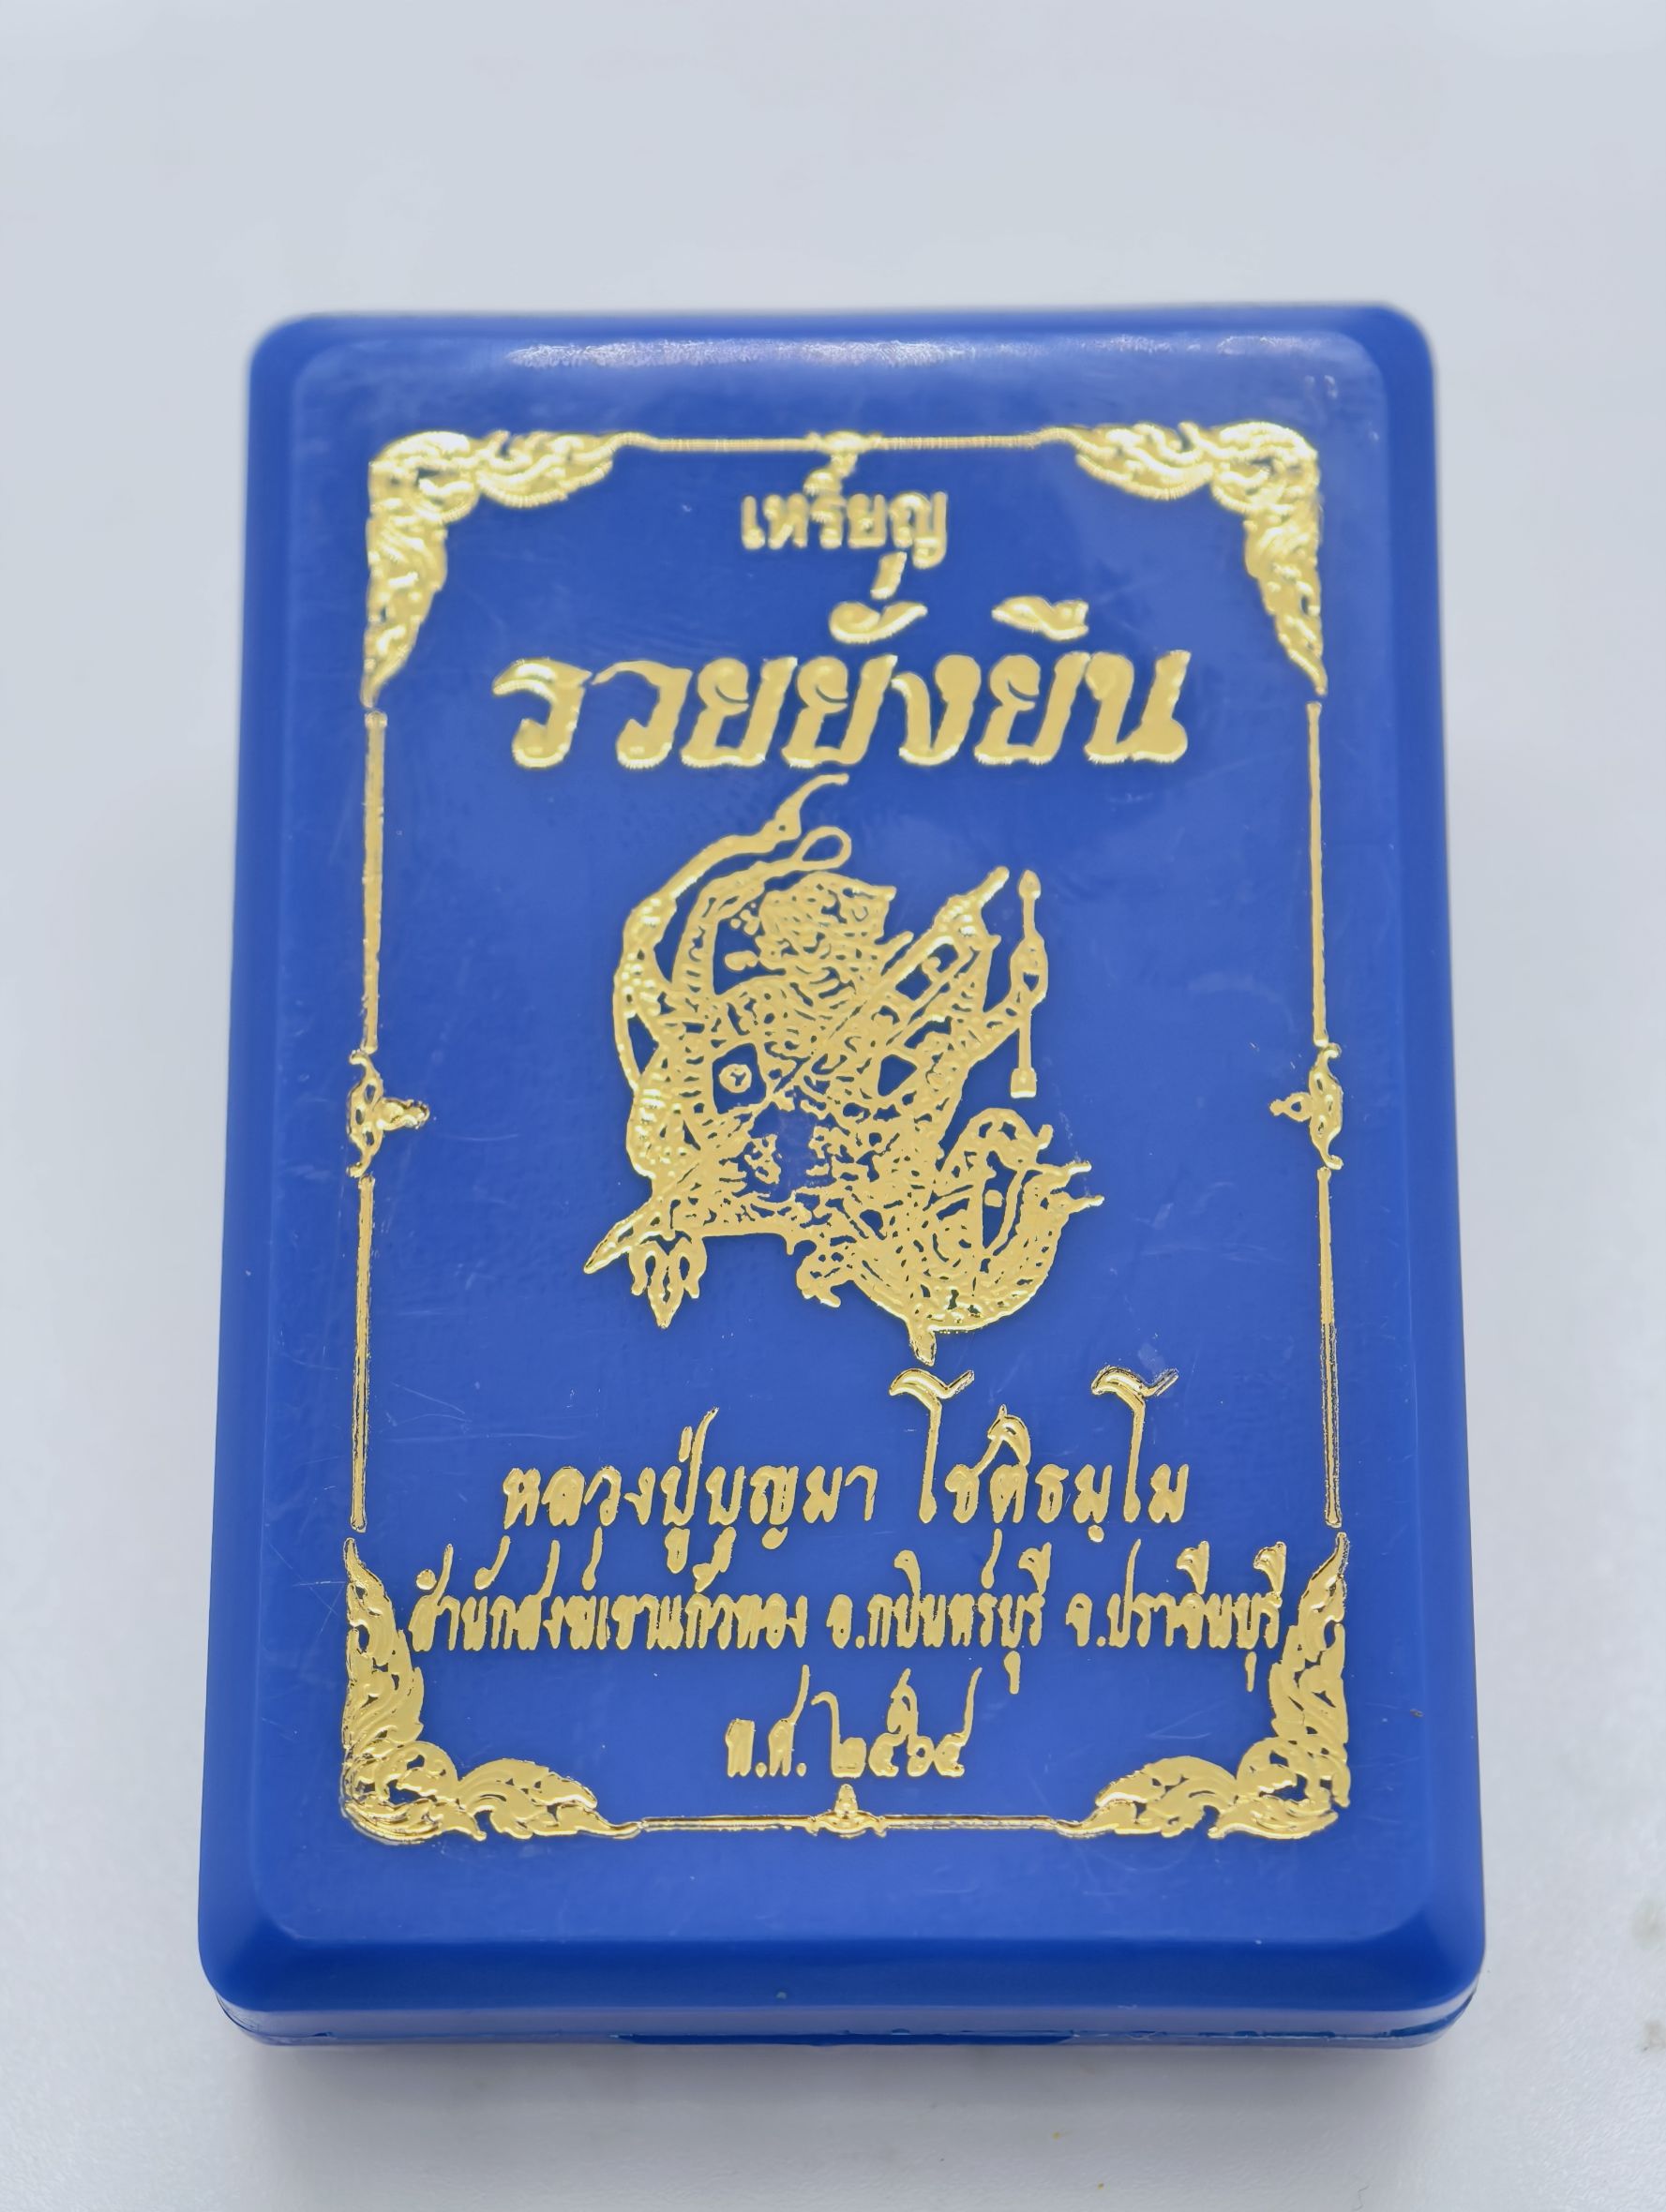 เหรียญ
รวยยั่งยืน
หลวงปู่บุญมา โชติธมฺโม
สำนักสงฆ์เขาแก้วทอง อ.กบินทร์บุรี จ.ปราจีนบุรี
พ.ศ. ๒๕๖๔